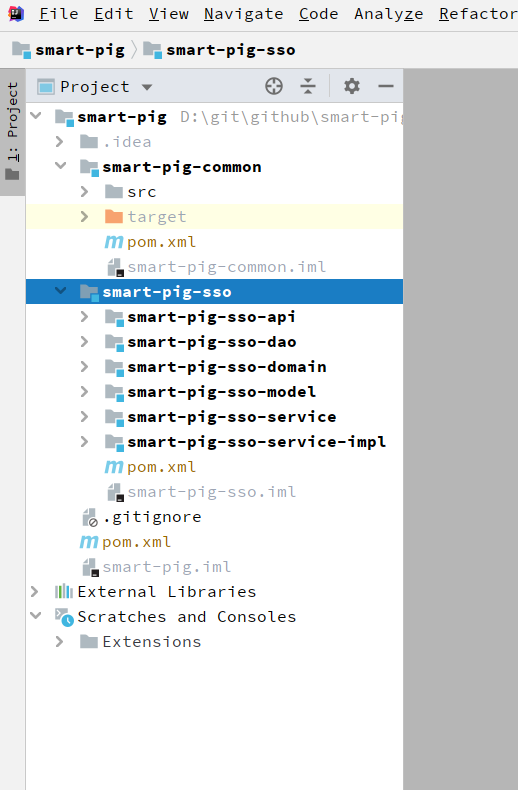 File Edit View Navigate Code Analyze Refactor
smart-pig smart-pig-sso
1: Project
Project
smart-pig D:\git\github\smart-pig
.idea
smart-pig-common
src
target
pom.xml
smart-pig-common.iml
smart-pig-sso
smart-pig-sso-api
smart-pig-sso-dao
smart-pig-sso-domain
smart-pig-sso-model
smart-pig-sso-service
smart-pig-sso-service-impl
pom.xml
smart-pig-sso.iml
.gitignore
pom.xml
smart-pig.iml
External Libraries
Scratches and Consoles
Extensions